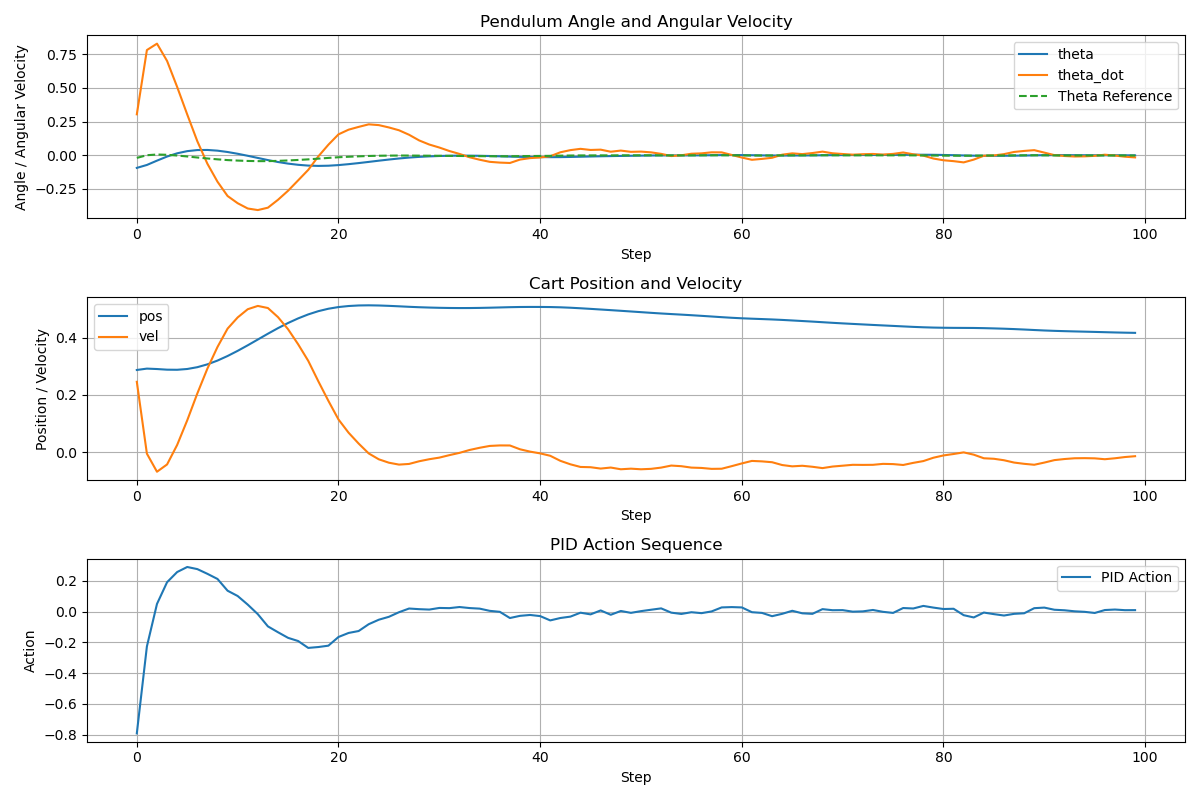 Pendulum Angle and Angular Velocity
Angle / Angular Velocity
0.75
0.50
0.25
0.00
−0.25
theta
theta_dot
Theta Reference
0 20 40 60 80 100
Step
Cart Position and Velocity
Position / Velocity
0.4
0.2
0.0
pos
vel
0 20 40 60 80 100
Step
PID Action Sequence
Action
0.2
0.0
−0.2
−0.4
−0.6
−0.8
PID Action
0 20 40 60 80 100
Step